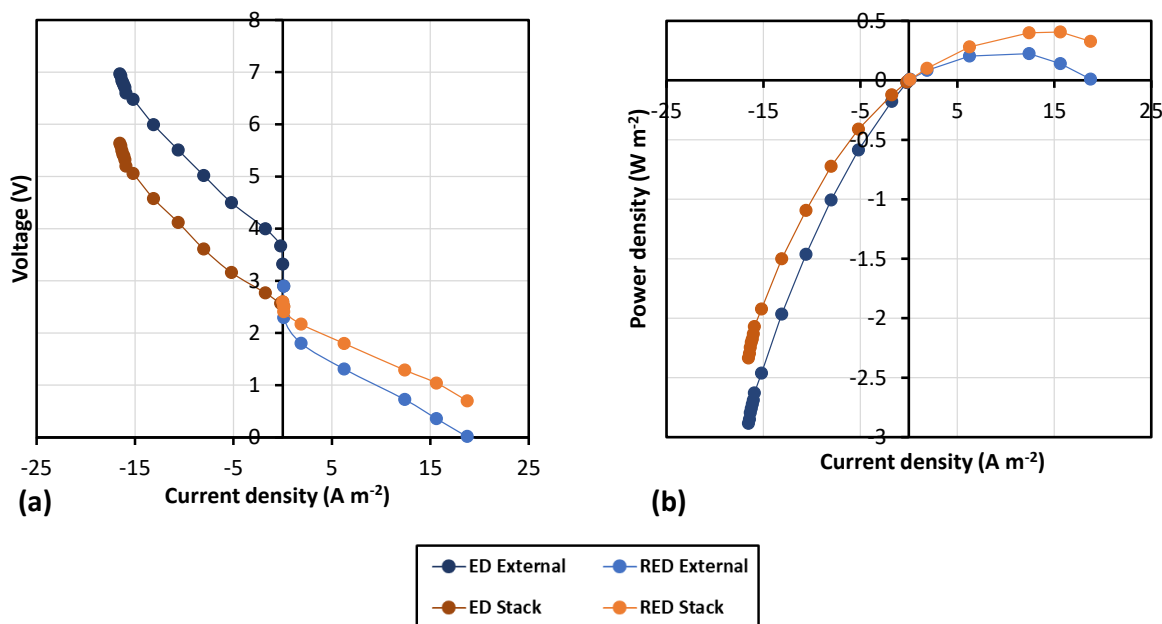 8
7
6
5
4
3
2
1
0
-25
-15
-5
5
15
25
Voltage (V)
Current density (A m⁻²)
(a)
0.5
0
-0.5
-1
-1.5
-2
-2.5
-3
-25
-15
-5
5
15
25
Power density (W m⁻²)
Current density (A m⁻²)
(b)
ED External
RED External
ED Stack
RED Stack